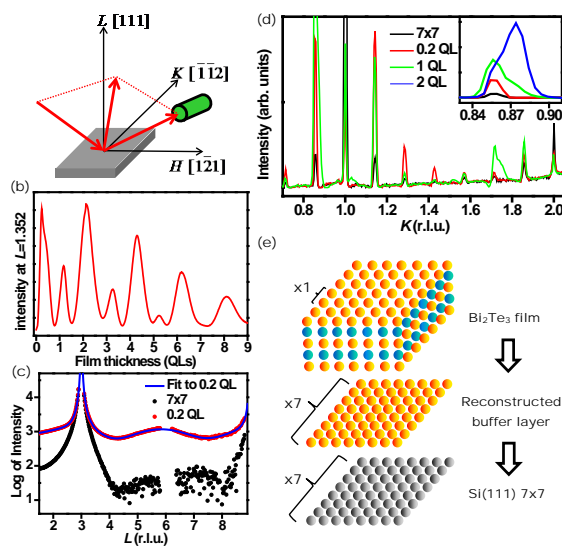 L [111]
K [1̅1̅2]
H [12̅1]
(b)
intensity at L=1.352
0 1 2 3 4 5 6 7 8 9
Film thickness (QLs)
(c)
Fit to 0.2 QL
7x7
0.2 QL
Log of Intensity
4
3
2
1
2 3 4 5 6 7 8
L (r.l.u.)
(d)
7x7
0.2 QL
1 QL
2 QL
0.84 0.87 0.90
Intensity (arb. units)
0.8 1.0 1.2 1.4 1.6 1.8 2.0
K (r.l.u.)
(e)
x1
Bi₂Te₃ film
x7
Reconstructed
buffer layer
x7
Si(111) 7x7